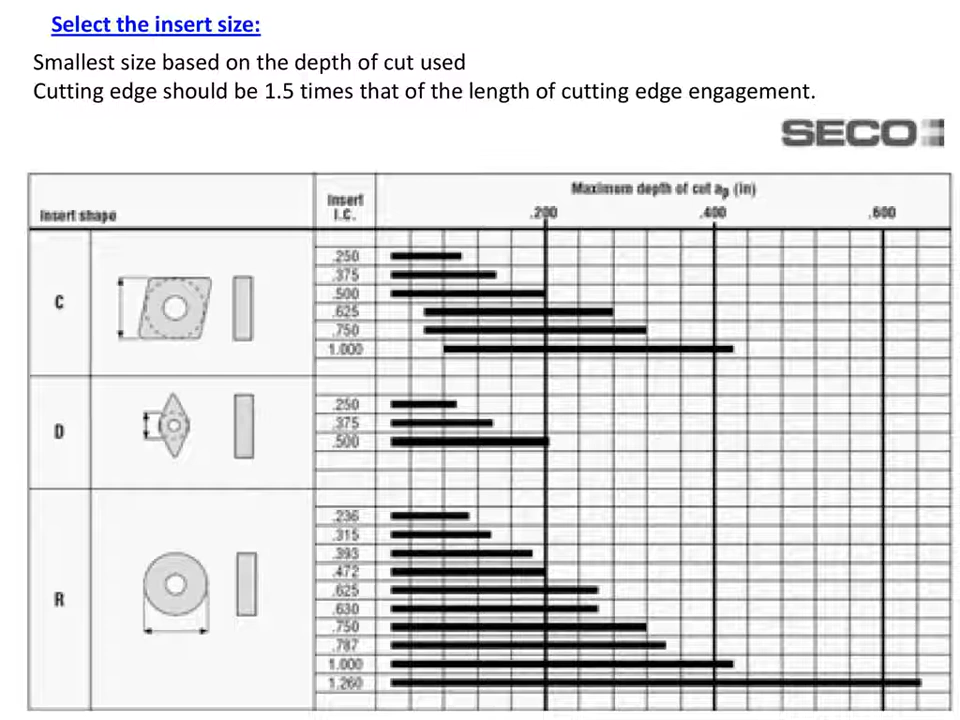 Select the insert size:
Smallest size based on the depth of cut used
Cutting edge should be 1.5 times that of the length of cutting edge engagement.
SECO
Insert shape
Insert I.C.
Maximum depth of cut ap (in)
.200 .400 .600
C
.250
.375
.500
.625
.750
1.000
D
.250
.375
.500
R
.236
.315
.393
.472
.625
.630
.750
.787
1.000
1.260